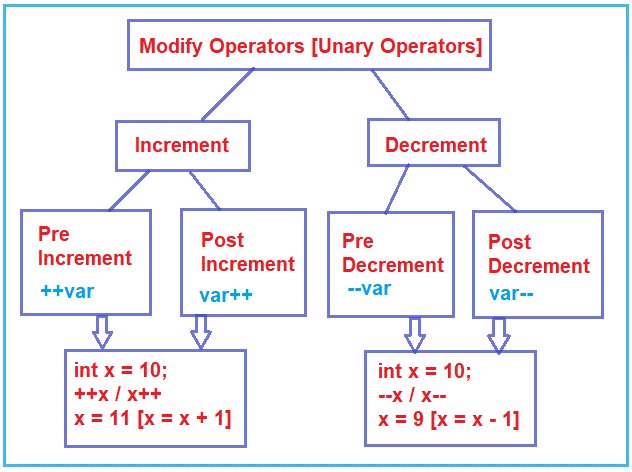 Modify Operators [Unary Operators]
Increment
Decrement
Pre
Increment
++var
Post
Increment
var++
Pre
Decrement
--var
Post
Decrement
var--
int x = 10;
++x / x++
x = 11 [x = x + 1]
int x = 10;
--x / x--
x = 9 [x = x - 1]